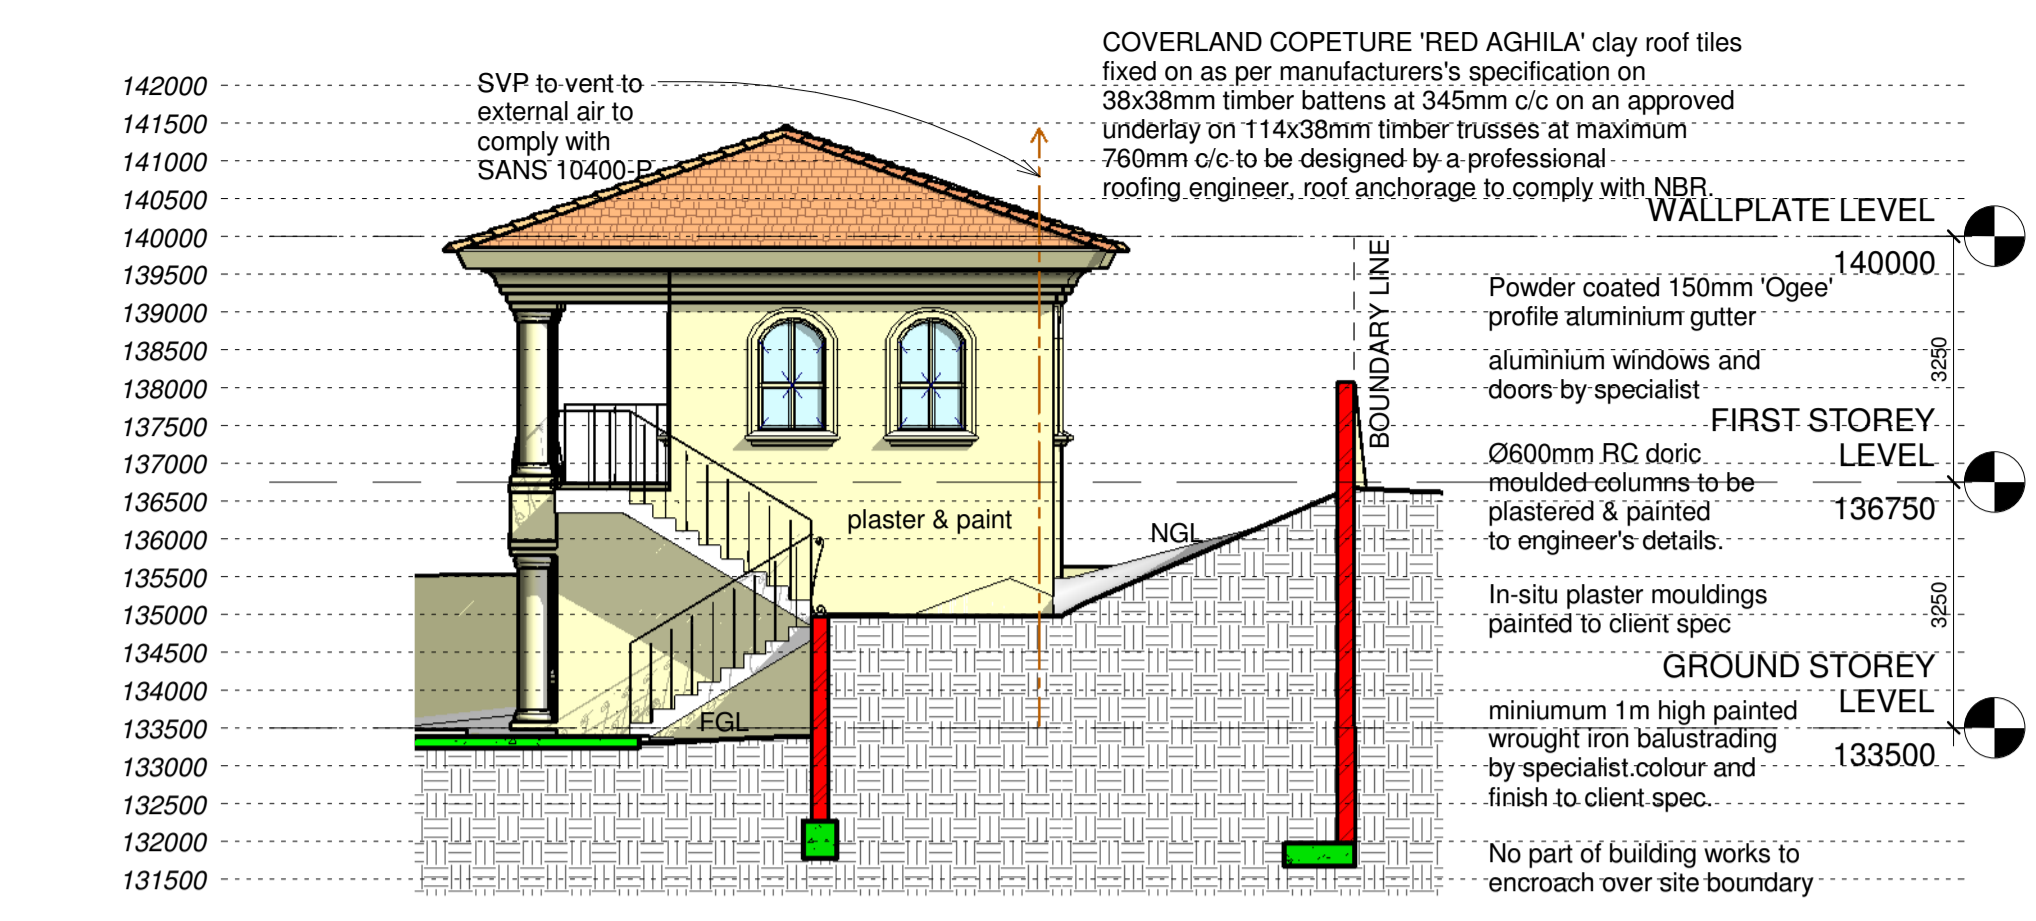 142000
141500
141000
140500
140000
139500
139000
138500
138000
137500
137000
136500
136000
135500
135000
134500
134000
133500
133000
132500
132000
131500
SVP to vent to
external air to
comply with
SANS 10400-P
COVERLAND COPETURE 'RED AGHILA' clay roof tiles
fixed on as per manufacturers's specification on
38x38mm timber battens at 345mm c/c on an approved
underlay on 114x38mm timber trusses at maximum
760mm c/c to be designed by a professional
roofing engineer, roof anchorage to comply with NBR.
WALLPLATE LEVEL
140000
BOUNDARY LINE
Powder coated 150mm 'Ogee'
profile aluminium gutter
aluminium windows and
doors by specialist
3250
FIRST STOREY
LEVEL
136750
Ø600mm RC doric
moulded columns to be
plastered & painted
to engineer's details.
plaster & paint
NGL
In-situ plaster mouldings
painted to client spec
3250
GROUND STOREY
LEVEL
133500
FGL
miniumum 1m high painted
wrought iron balustrading
by specialist.colour and
finish to client spec.
No part of building works to
encroach over site boundary